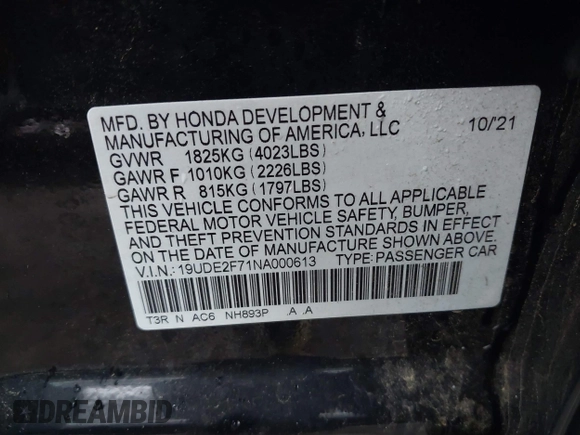 MFD. BY HONDA DEVELOPMENT &
MANUFACTURING OF AMERICA, LLC 10/'21
GVWR 1825KG (4023LBS)
GAWR F 1010KG (2226LBS)
GAWR R 815KG (1797LBS)
THIS VEHICLE CONFORMS TO ALL APPLICABLE
FEDERAL MOTOR VEHICLE SAFETY, BUMPER,
AND THEFT PREVENTION STANDARDS IN EFFECT
ON THE DATE OF MANUFACTURE SHOWN ABOVE.
V.I.N.:19UDE2F71NA000613 TYPE:PASSENGER CAR
T3R N AC6 NH893P .A .A
DREAMBID